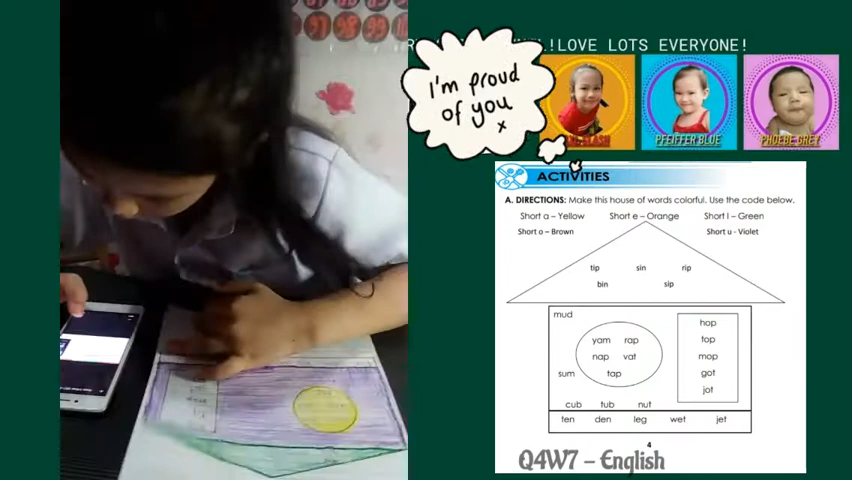 !LOVE LOTS EVERYONE!
I'm proud
of you
x
PFEIFFER BLUE
PHOEBE GREY
ACTIVITIES
A. DIRECTIONS: Make this house of words colorful. Use the code below.
Short a – Yellow Short e – Orange Short I – Green
Short o – Brown Short u - Violet
tip sin rip
bin sip
mud
yam rap
nap vat
sum tap
cub tub nut
hop
top
mop
got
jot
ten den leg wet jet
4
Q4W7 – English
97 98